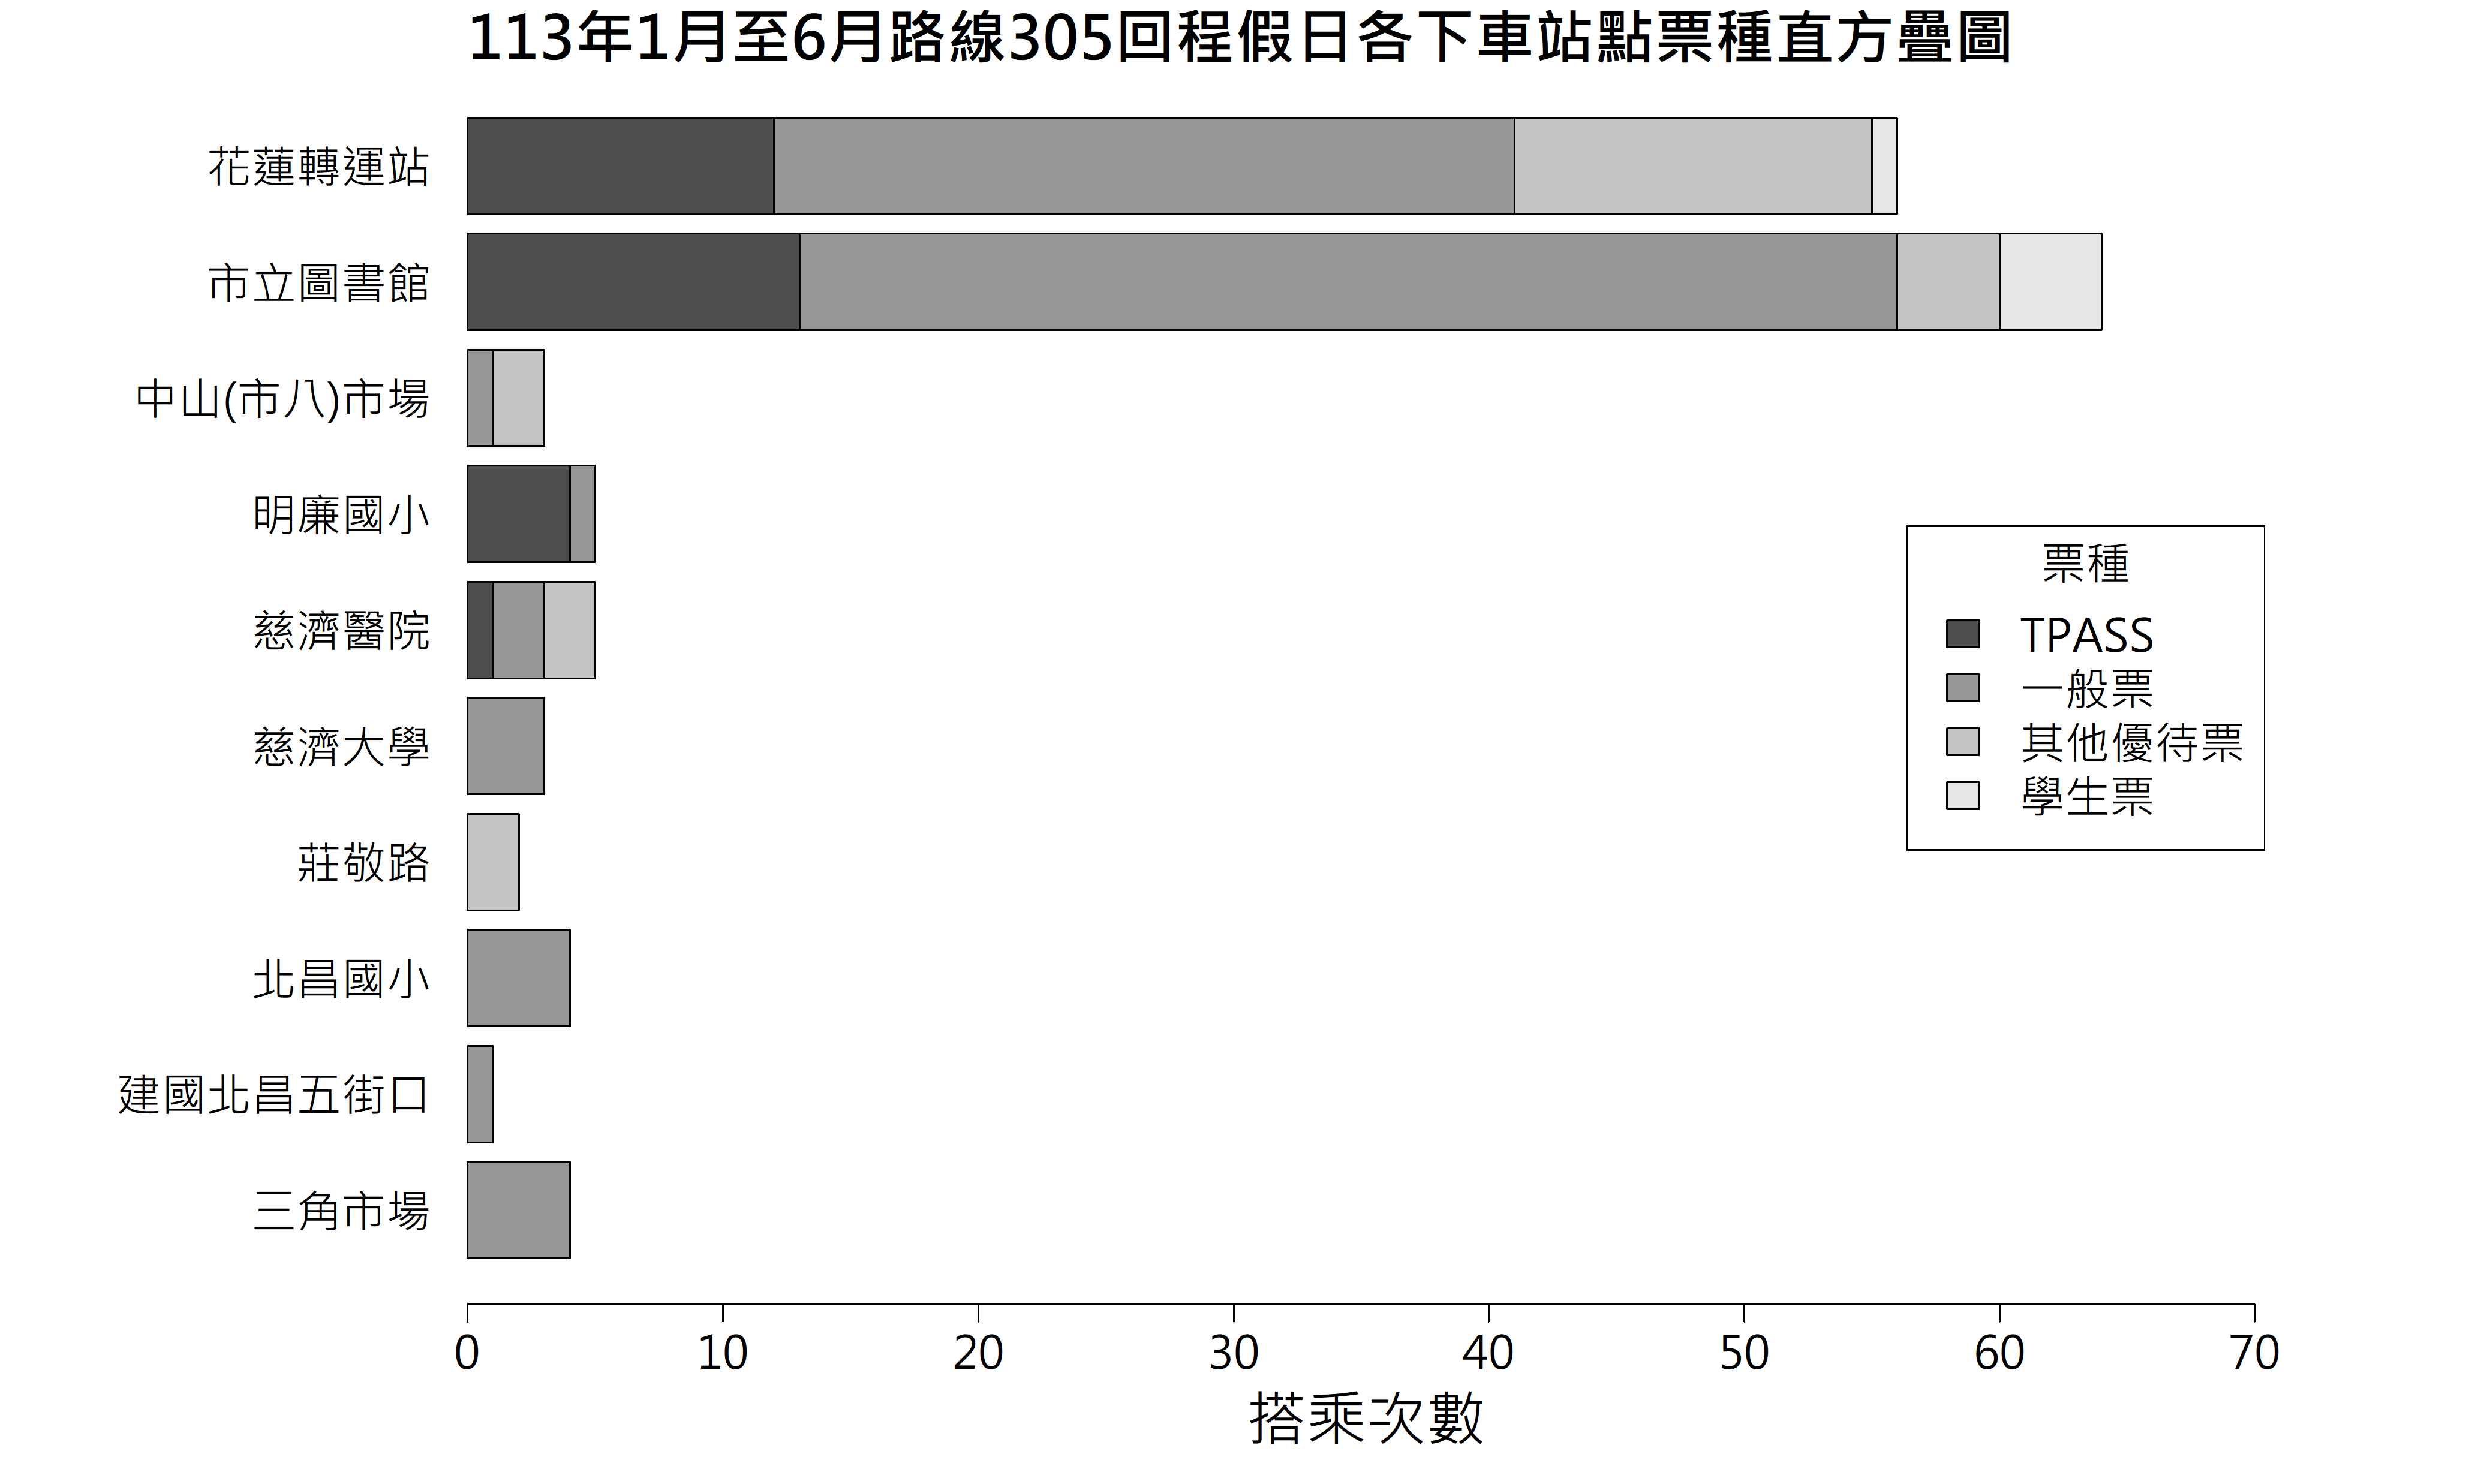 113年1月至6月路線305回程假日各下車站點票種直方疊圖
花蓮轉運站
市立圖書館
中山(市八)市場
明廉國小
慈濟醫院
慈濟大學
莊敬路
北昌國小
建國北昌五街口
三角市場
票種
TPASS
一般票
其他優待票
學生票
0 10 20 30 40 50 60 70
搭乘次數